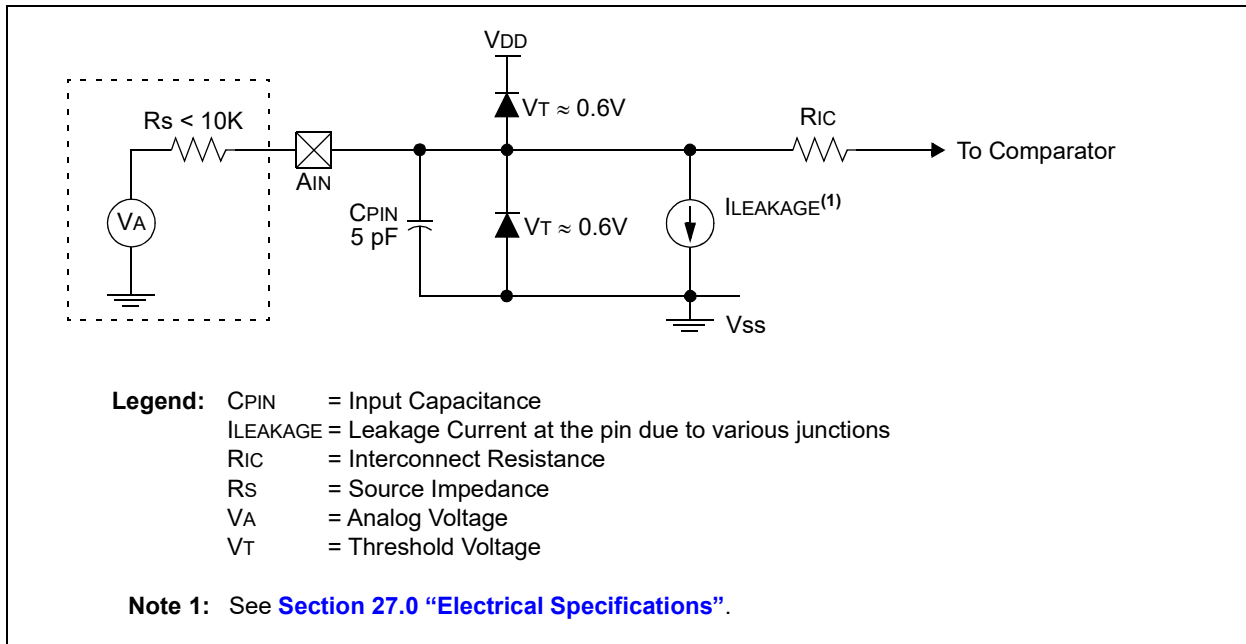 VDD
VT ≈ 0.6V
Rs < 10K
RIC
To Comparator
AIN
ILEAKAGE(1)
VA
CPIN
5 pF
VT ≈ 0.6V
Vss
Legend: CPIN = Input Capacitance
ILEAKAGE = Leakage Current at the pin due to various junctions
RIC = Interconnect Resistance
RS = Source Impedance
VA = Analog Voltage
VT = Threshold Voltage
Note 1: See Section 27.0 “Electrical Specifications”.